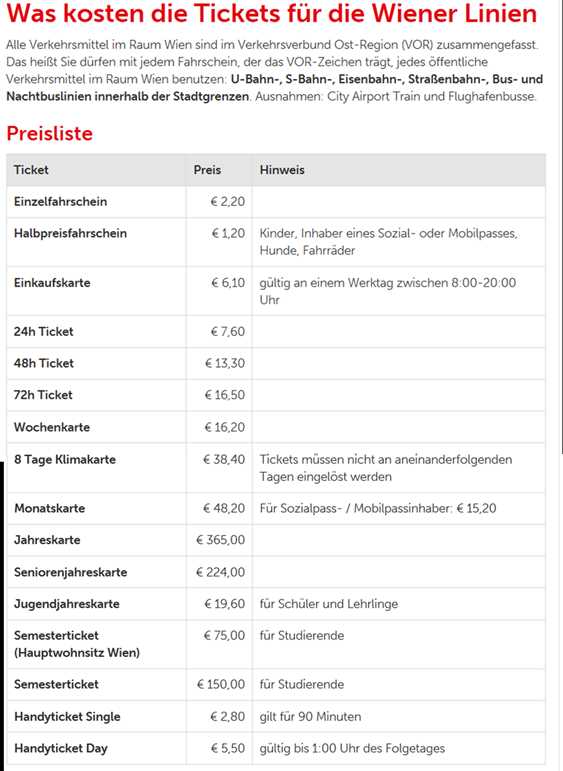 Was kosten die Tickets für die Wiener Linien
Alle Verkehrsmittel im Raum Wien sind im Verkehrsverbund Ost-Region (VOR) zusammengefasst.
Das heißt Sie dürfen mit jedem Fahrschein, der das VOR-Zeichen trägt, jedes öffentliche
Verkehrsmittel im Raum Wien benutzen: U-Bahn-, S-Bahn-, Eisenbahn-, Straßenbahn-, Bus- und
Nachtbuslinien innerhalb der Stadtgrenzen. Ausnahmen: City Airport Train und Flughafenbusse.
Preisliste
Ticket Preis Hinweis
Einzelfahrschein € 2,20
Halbpreisfahrschein € 1,20 Kinder, Inhaber eines Sozial- oder Mobilpasses,
Hunde, Fahrräder
Einkaufskarte € 6,10 gültig an einem Werktag zwischen 8:00-20:00
Uhr
24h Ticket € 7,60
48h Ticket € 13,30
72h Ticket € 16,50
Wochenkarte € 16,20
8 Tage Klimakarte € 38,40 Tickets müssen nicht an aneinanderfolgenden
Tagen eingelöst werden
Monatskarte € 48,20 Für Sozialpass- / Mobilpassinhaber: € 15,20
Jahreskarte € 365,00
Seniorenjahreskarte € 224,00
Jugendjahreskarte € 19,60 für Schüler und Lehrlinge
Semesterticket € 75,00 für Studierende
(Hauptwohnsitz Wien)
Semesterticket € 150,00 für Studierende
Handyticket Single € 2,80 gilt für 90 Minuten
Handyticket Day € 5,50 gültig bis 1:00 Uhr des Folgetages